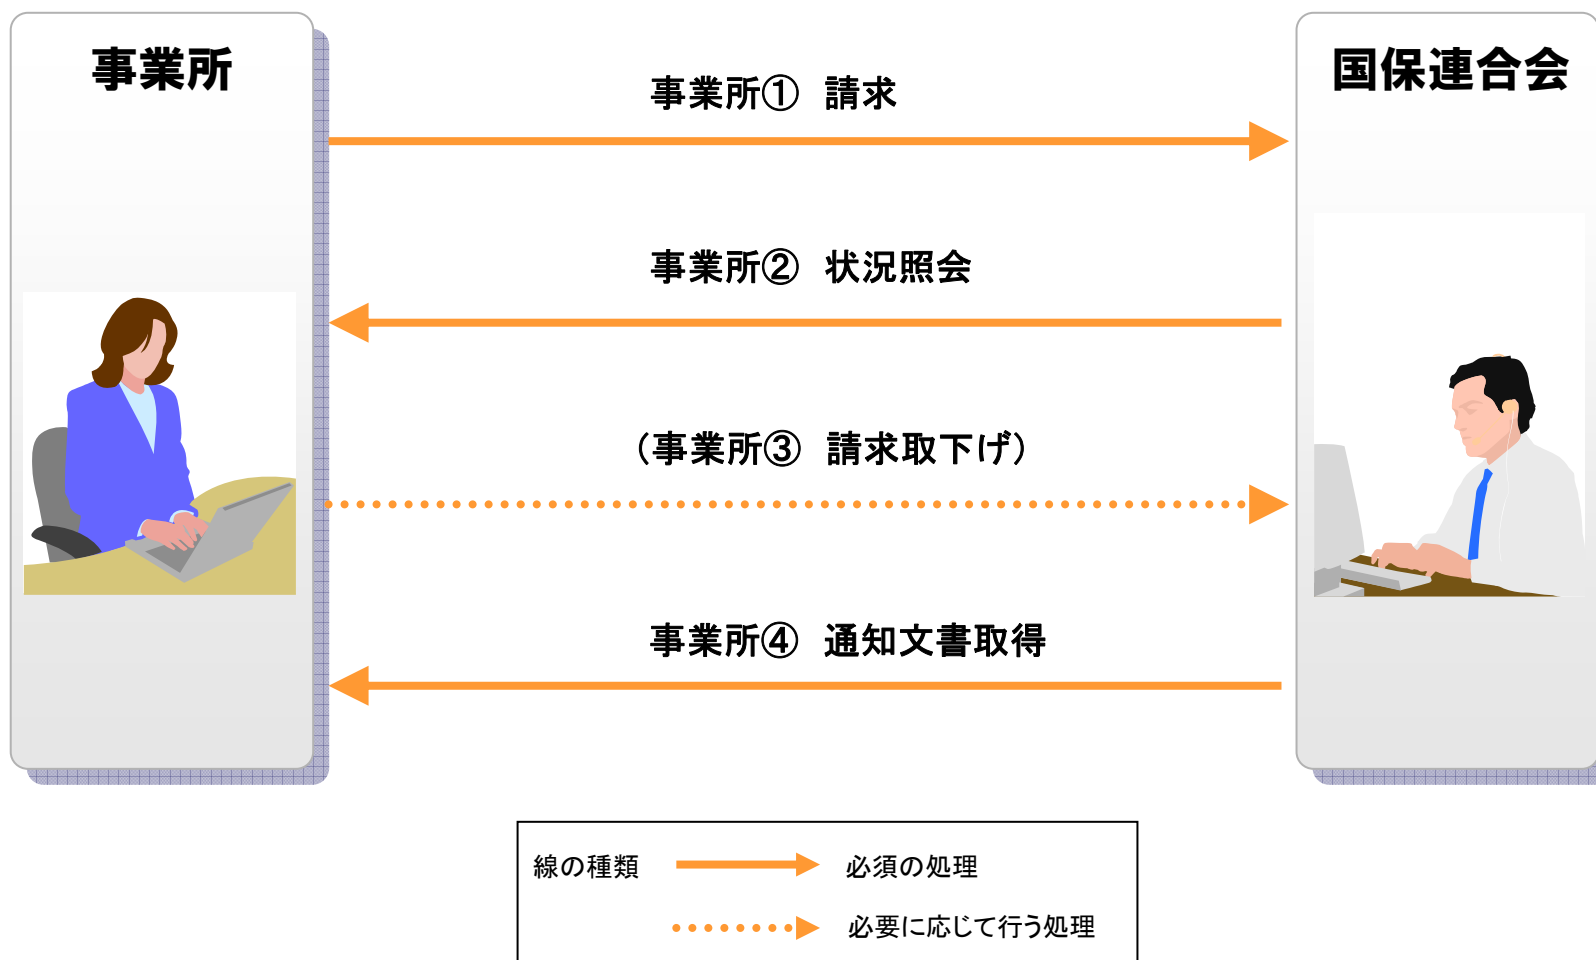 事業所
国保連合会
事業所① 請求
事業所② 状況照会
（事業所③ 請求取下げ）
事業所④ 通知文書取得
線の種類 必須の処理
必要に応じて行う処理